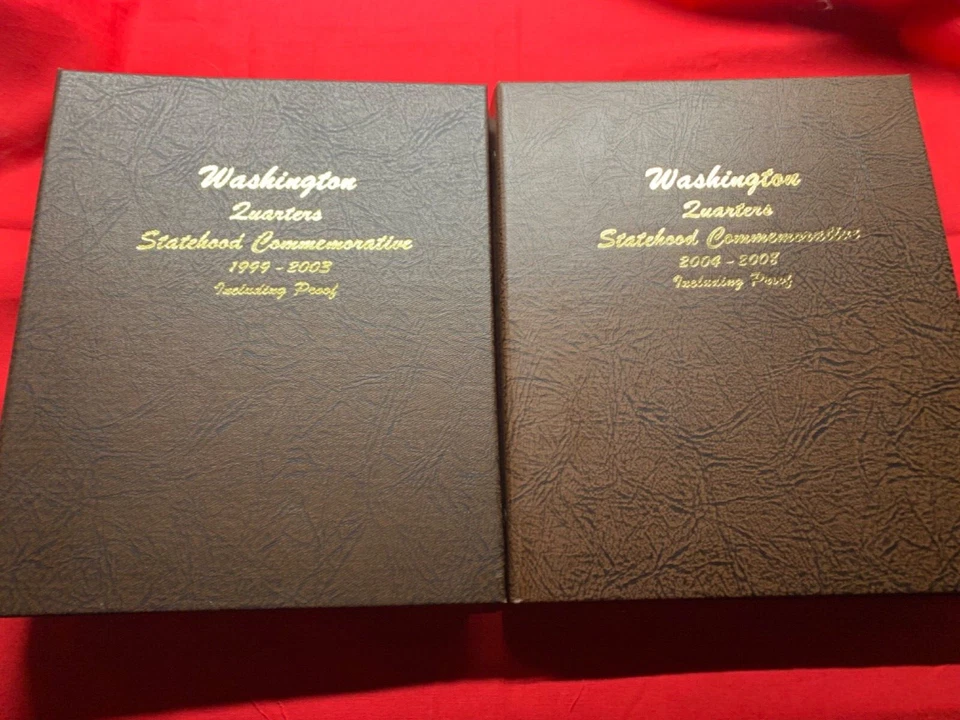 Washington
Quarters
Statehood Commemorative
1999 - 2003
Including Proof
Washington
Quarters
Statehood Commemorative
2004 - 2008
Including Proof